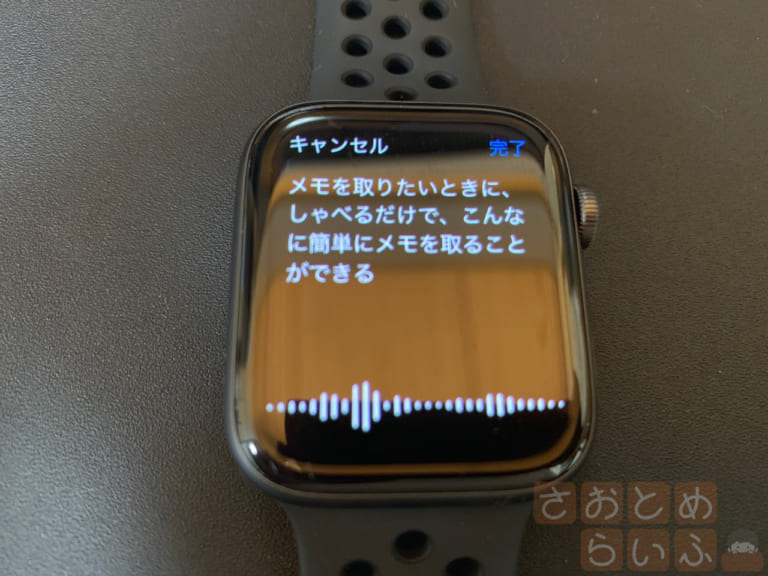 キャンセル 完了
メモを取りたいときに、
しゃべるだけで、こんな
に簡単にメモを取ること
ができる
さおとめ
らいふ